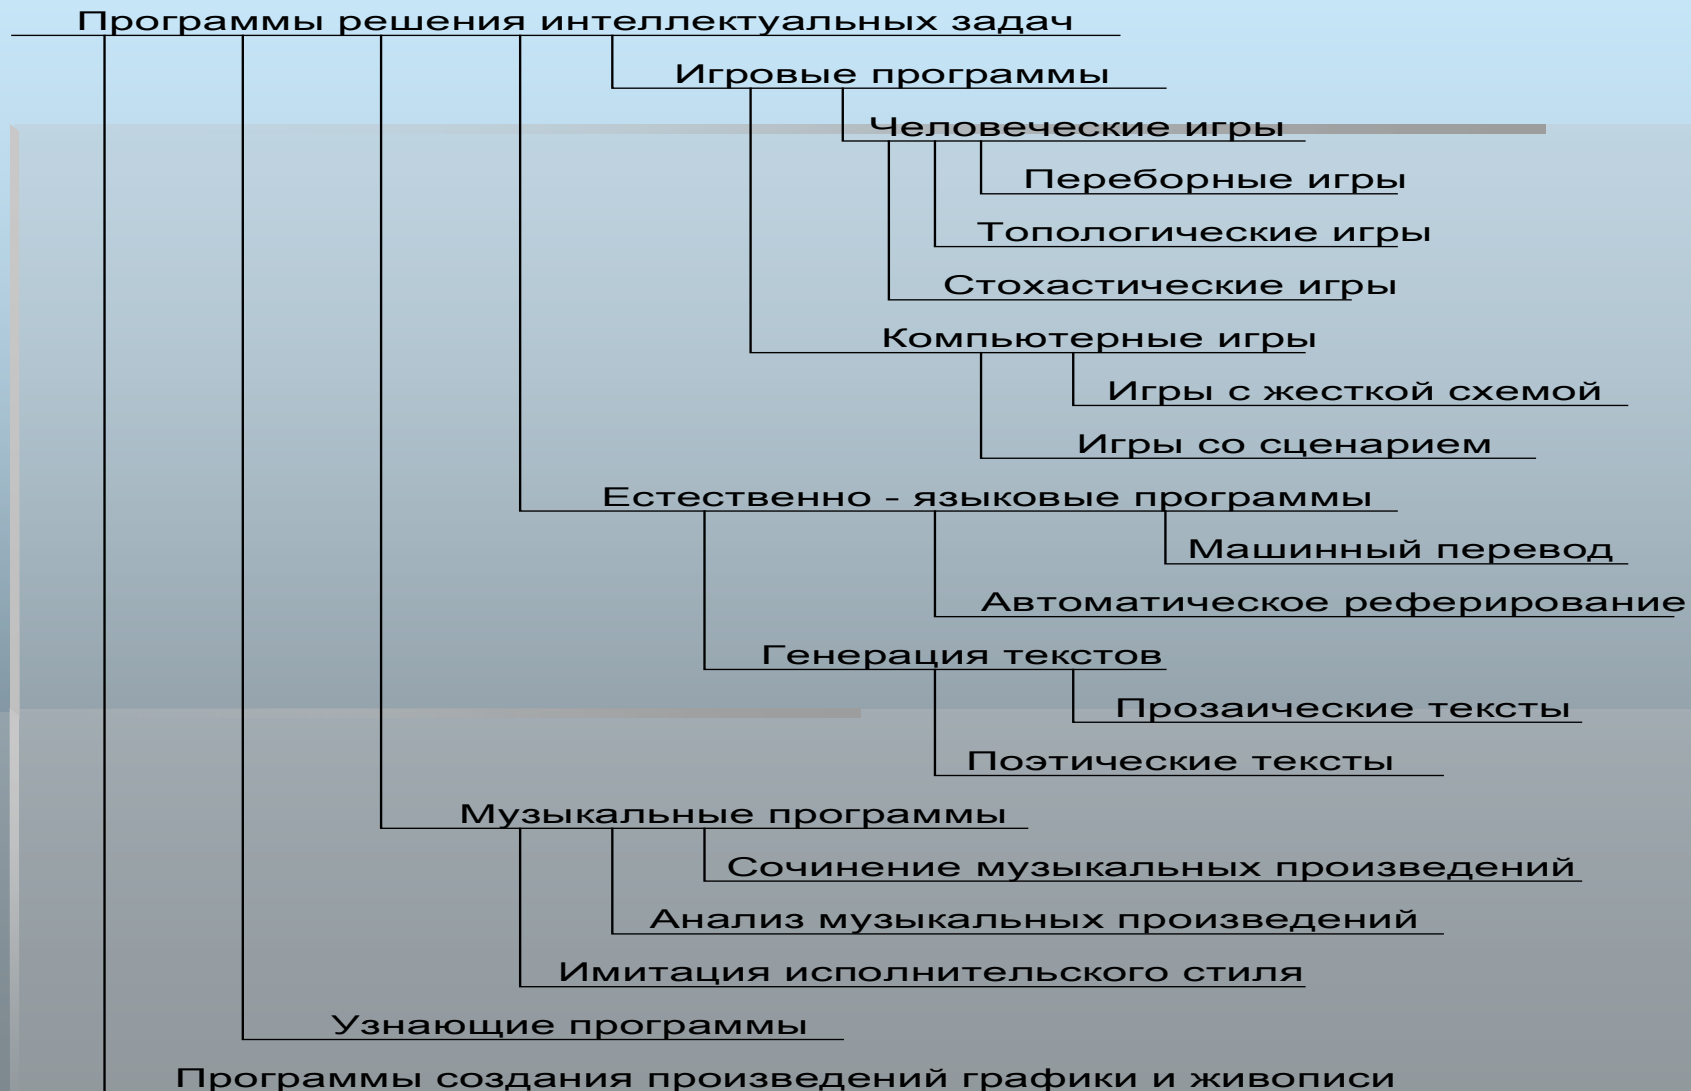 Программы решения интеллектуальных задач
Игровые программы
Человеческие игры
Переборные игры
Топологические игры
Стохастические игры
Компьютерные игры
Игры с жесткой схемой
Игры со сценарием
Естественно - языковые программы
Машинный перевод
Автоматическое реферирование
Генерация текстов
Прозаические тексты
Поэтические тексты
Музыкальные программы
Сочинение музыкальных произведений
Анализ музыкальных произведений
Имитация исполнительского стиля
Узнающие программы
Программы создания произведений графики и живописи